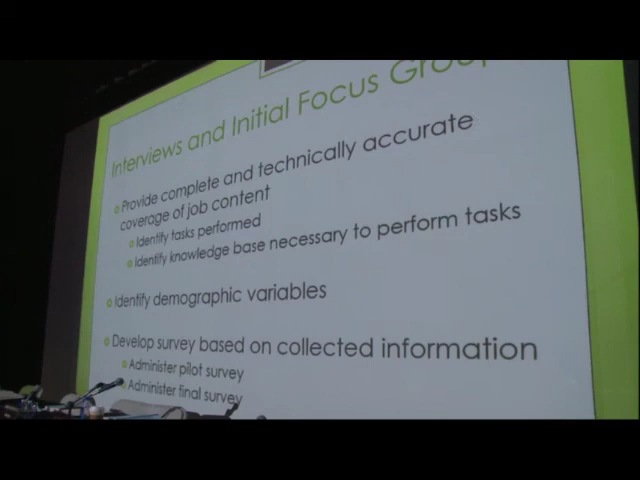 Interviews and Initial Focus Group
Provide complete and technically accurate
coverage of job content
Identify tasks performed
Identify knowledge base necessary to perform tasks
Identify demographic variables
Develop survey based on collected information
Administer pilot survey
Administer final survey